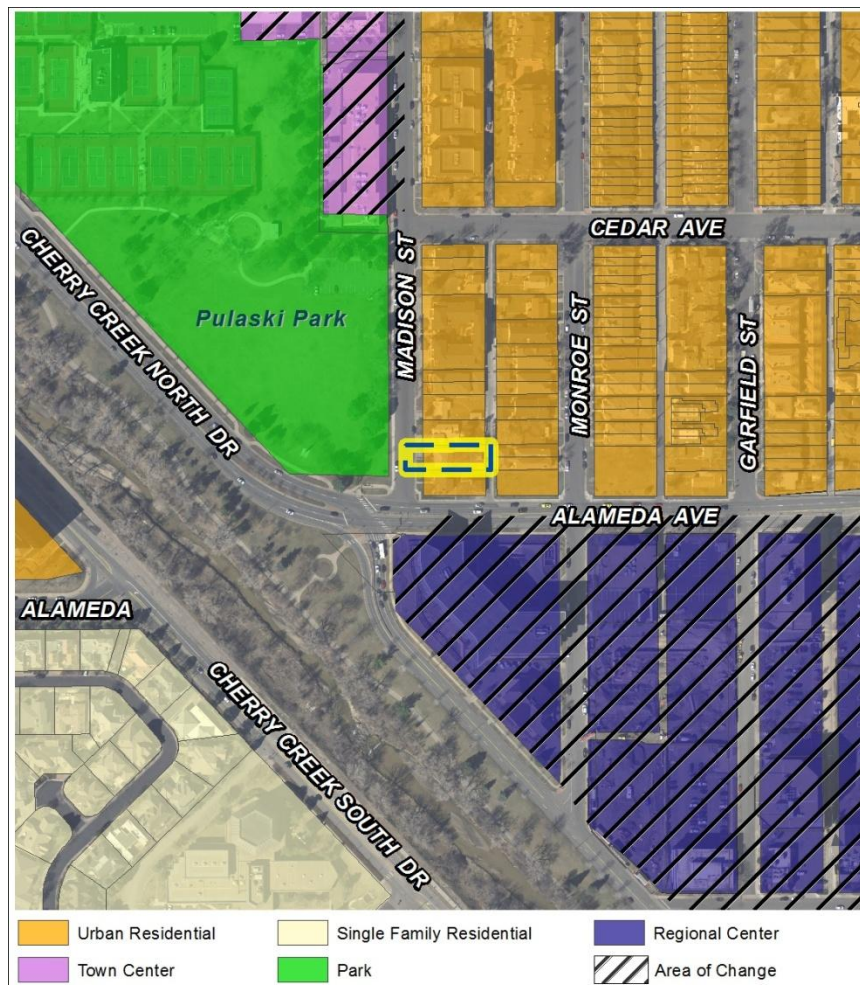 CEDAR AVE
CHERRY CREEK NORTH DR
Pulaski Park
MADISON ST
MONROE ST
GARFIELD ST
ALAMEDA AVE
ALAMEDA
CHERRY CREEK SOUTH DR
Urban Residential
Single Family Residential
Regional Center
Town Center
Park
Area of Change